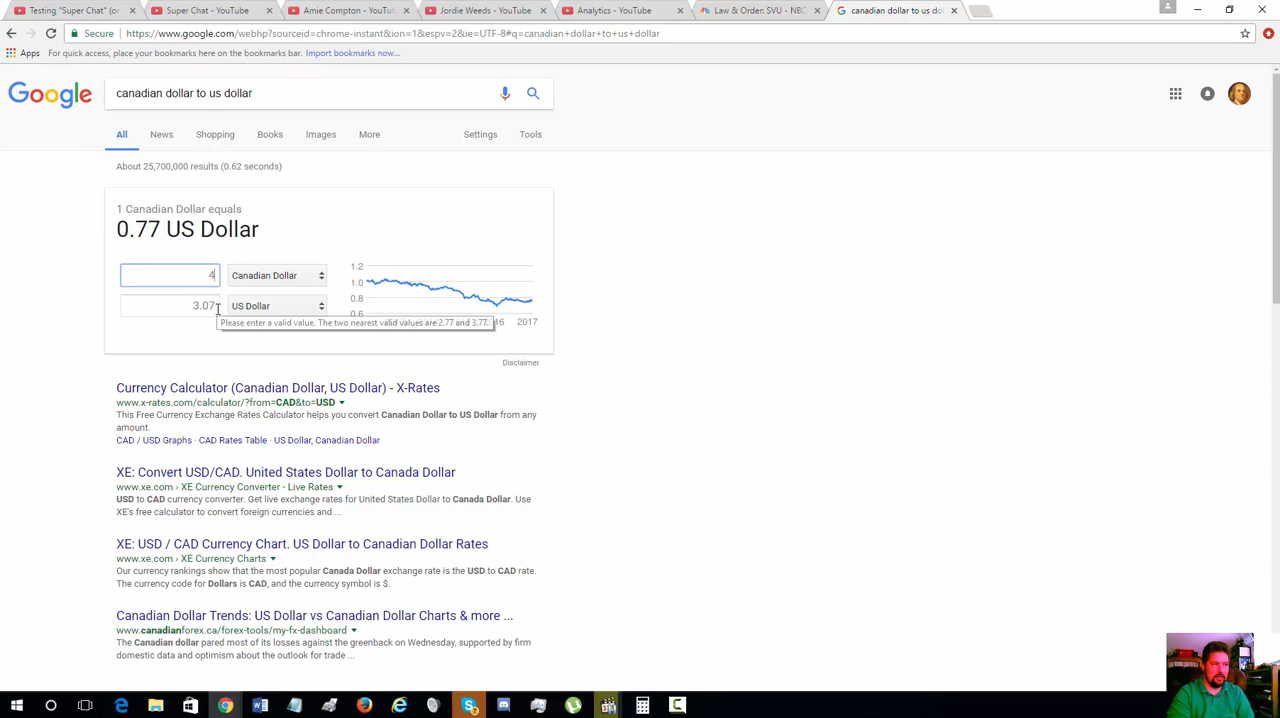 Testing "Super Chat" (or
Super Chat - YouTube
Amie Compton - YouTu
Jordie Weeds - YouTube
Analytics - YouTube
Law & Order: SVU - NBC
canadian dollar to us dol
Secure
https://www.google.com/webhp?sourceid=chrome-instant&ion=1&espv=2&ie=UTF-8#q=canadian+dollar+to+us+dollar
Apps
For quick access, place your bookmarks here on the bookmarks bar. Import bookmarks now...
Google
canadian dollar to us dollar
All
News
Shopping
Books
Images
More
Settings
Tools
About 25,700,000 results (0.62 seconds)
1 Canadian Dollar equals
0.77 US Dollar
4
Canadian Dollar
3.07
US Dollar
1.2
1.0
0.8
0.6
16
2017
Please enter a valid value. The two nearest valid values are 2.77 and 3.77.
Disclaimer
Currency Calculator (Canadian Dollar, US Dollar) - X-Rates
www.x-rates.com/calculator/?from=CAD&to=USD
This Free Currency Exchange Rates Calculator helps you convert Canadian Dollar to US Dollar from any
amount.
CAD / USD Graphs · CAD Rates Table · US Dollar, Canadian Dollar
XE: Convert USD/CAD. United States Dollar to Canada Dollar
www.xe.com › XE Currency Converter - Live Rates
USD to CAD currency converter. Get live exchange rates for United States Dollar to Canada Dollar. Use
XE's free calculator to convert foreign currencies and ...
XE: USD / CAD Currency Chart. US Dollar to Canadian Dollar Rates
www.xe.com › XE Currency Charts
Our currency rankings show that the most popular Canada Dollar exchange rate is the USD to CAD rate.
The currency code for Dollars is CAD, and the currency symbol is $.
Canadian Dollar Trends: US Dollar vs Canadian Dollar Charts & more ...
www.canadianforex.ca/forex-tools/my-fx-dashboard
The Canadian dollar pared most of its losses against the greenback on Wednesday, supported by firm
domestic data and optimism about the outlook for trade ...